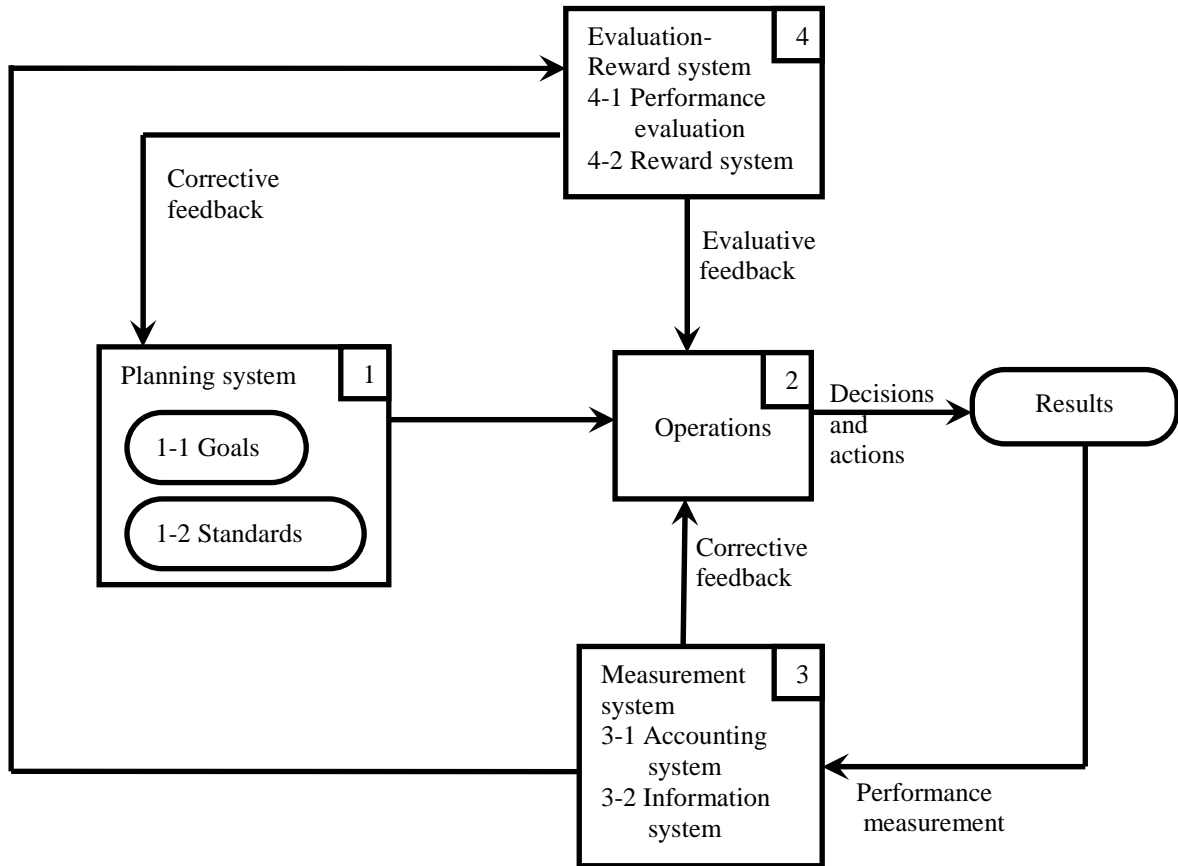 Evaluation-
Reward system
4-1 Performance
evaluation
4-2 Reward system
4
Corrective
feedback
Evaluative
feedback
Planning system
1
1-1 Goals
1-2 Standards
2
Operations
Decisions
and
actions
Results
Corrective
feedback
Measurement
system
3-1 Accounting
system
3-2 Information
system
3
Performance
measurement